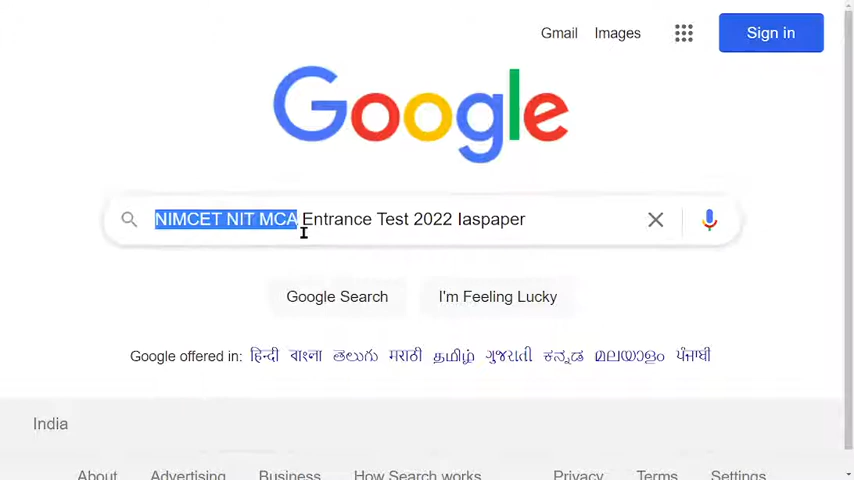 Gmail Images Sign in
Google
NIMCET NIT MCA Entrance Test 2022 Iaspaper
Google Search I'm Feeling Lucky
Google offered in: हिन्दी বাংলা తెలుగు मराठी தமிழ் ગુજરાતી ಕನ್ನಡ മലയാളം ਪੰਜਾਬੀ
India
About Advertising Business How Search works Privacy Terms Settings